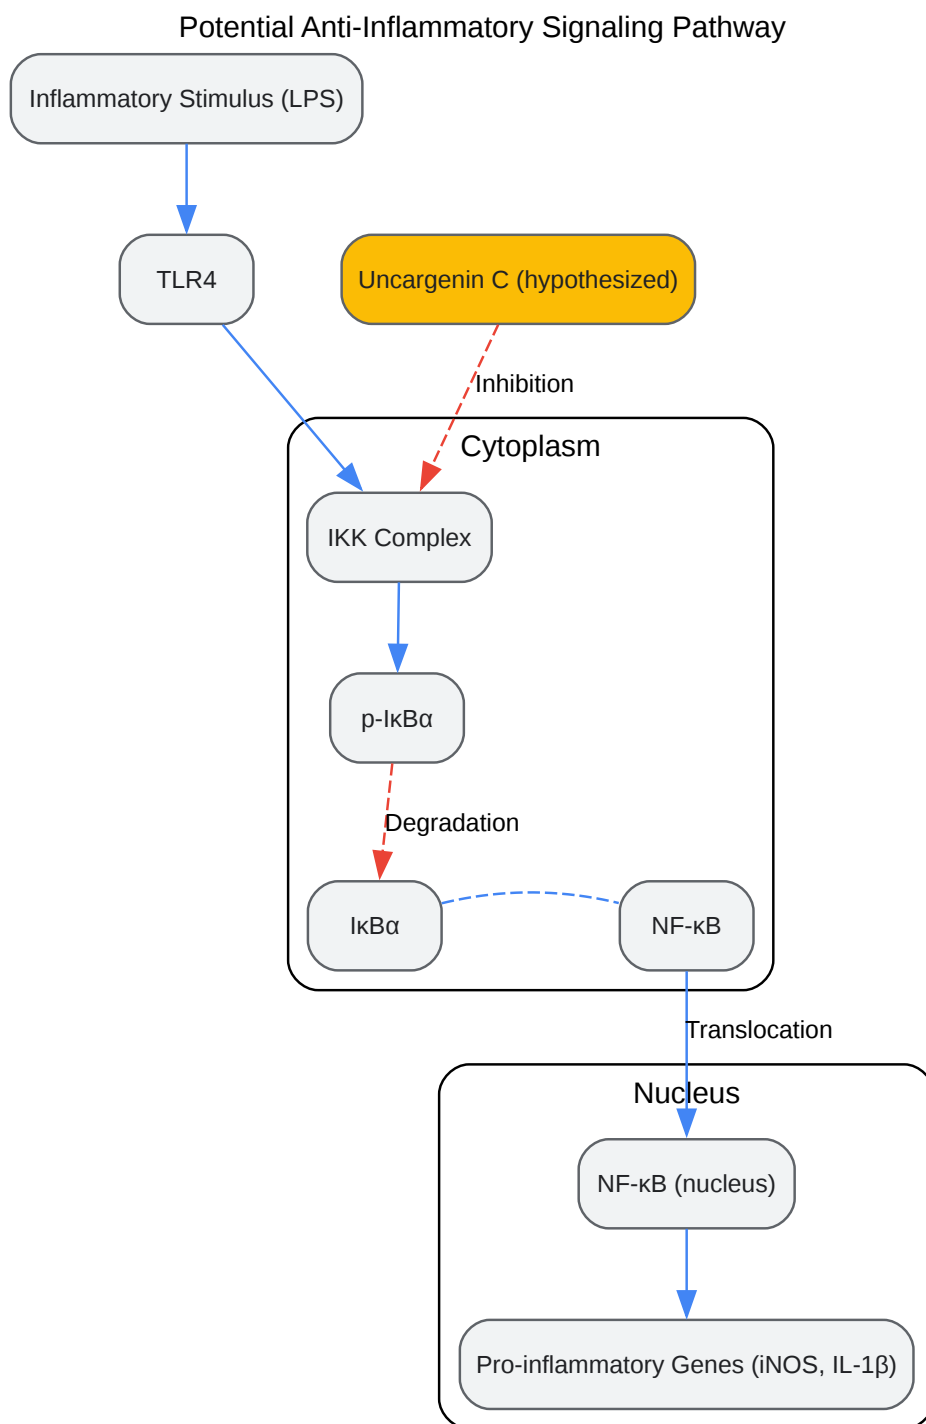 Potential Anti-Inflammatory Signaling Pathway
Inflammatory Stimulus (LPS)
TLR4
Uncargenin C (hypothesized)
Inhibition
Cytoplasm
IKK Complex
p-IκBα
Degradation
IκBα
NF-κB
Translocation
Nucleus
NF-κB (nucleus)
Pro-inflammatory Genes (iNOS, IL-1β)